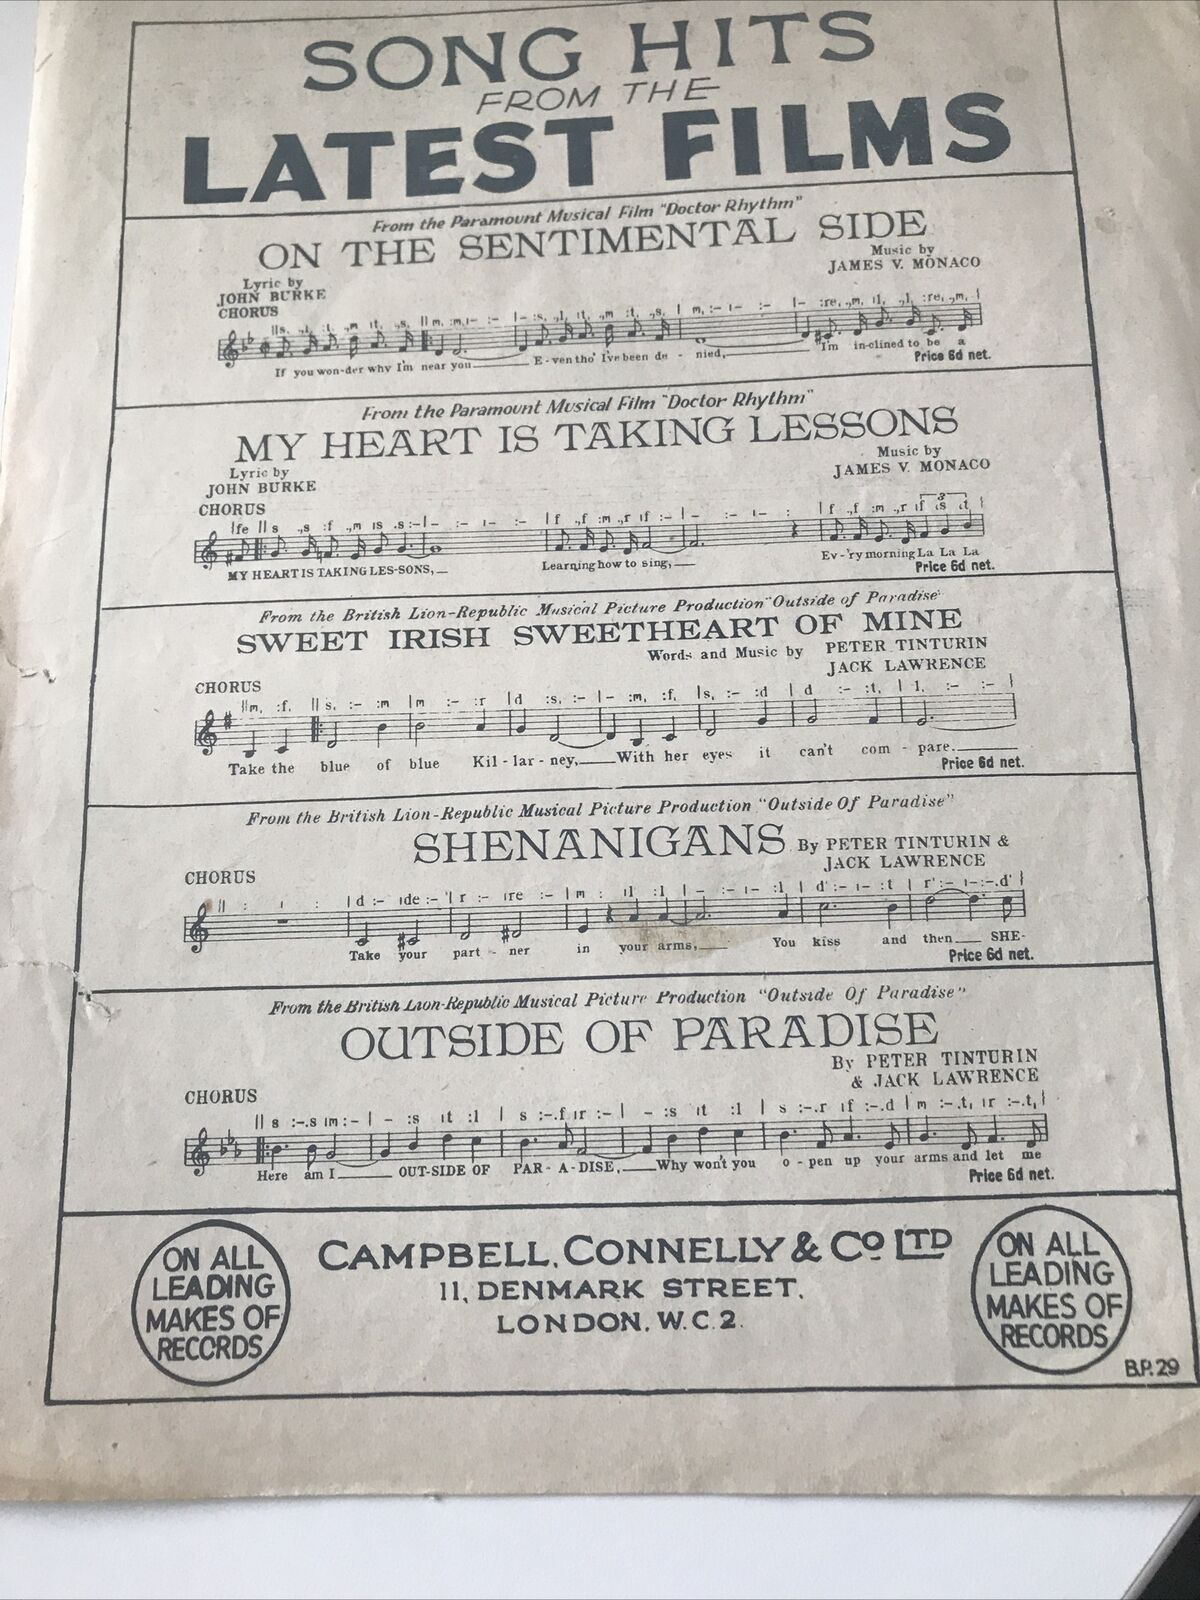 SONG HITS
FROM THE
LATEST FILMS
From the Paramount Musical Film "Doctor Rhythm"
ON THE SENTIMENTAL SIDE
Lyric by
JOHN BURKE
Music by
JAMES V. MONACO
CHORUS
If you won-der why I'm near you E-ven tho' I've been de - nied, I'm in-clined to be a
Price 6d net.
From the Paramount Musical Film "Doctor Rhythm"
MY HEART IS TAKING LESSONS
Lyric by
JOHN BURKE
Music by
JAMES V. MONACO
CHORUS
MY HEART IS TAKING LES-SONS, Learning how to sing, Ev-'ry morning La La La
Price 6d net.
From the British Lion-Republic Musical Picture Production "Outside of Paradise"
SWEET IRISH SWEETHEART OF MINE
Words and Music by PETER TINTURIN
JACK LAWRENCE
CHORUS
Take the blue of blue Kil-lar-ney, With her eyes it can't com - pare.
Price 6d net.
From the British Lion-Republic Musical Picture Production "Outside Of Paradise"
SHENANIGANS By PETER TINTURIN &
JACK LAWRENCE
CHORUS
Take your part - ner in your arms, You kiss and then SHE-
Price 6d net.
From the British Lion-Republic Musical Picture Production "Outside Of Paradise"
OUTSIDE OF PARADISE
By PETER TINTURIN
& JACK LAWRENCE
CHORUS
Here am I OUT-SIDE OF PAR-A-DISE, Why won't you o-pen up your arms and let me
Price 6d net.
ON ALL
LEADING
MAKES OF
RECORDS
CAMPBELL, CONNELLY & CO LTD
11, DENMARK STREET,
LONDON. W.C.2.
ON ALL
LEADING
MAKES OF
RECORDS
B.P. 29